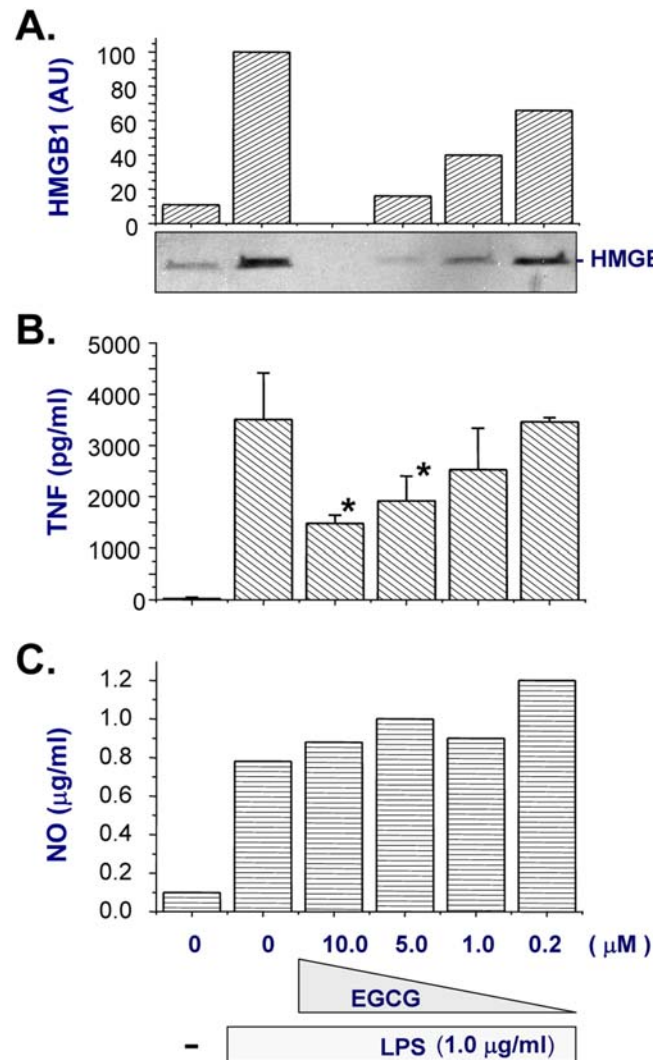 A.
HMGB1 (AU)
100
80
60
40
20
0
- HMGB
B.
TNF (pg/ml)
5000
4000
3000
2000
1000
0
*
*
C.
NO (μg/ml)
1.2
1.0
0.8
0.6
0.4
0.2
0.0
0 0 10.0 5.0 1.0 0.2 ( μM )
EGCG
- LPS (1.0 μg/ml)